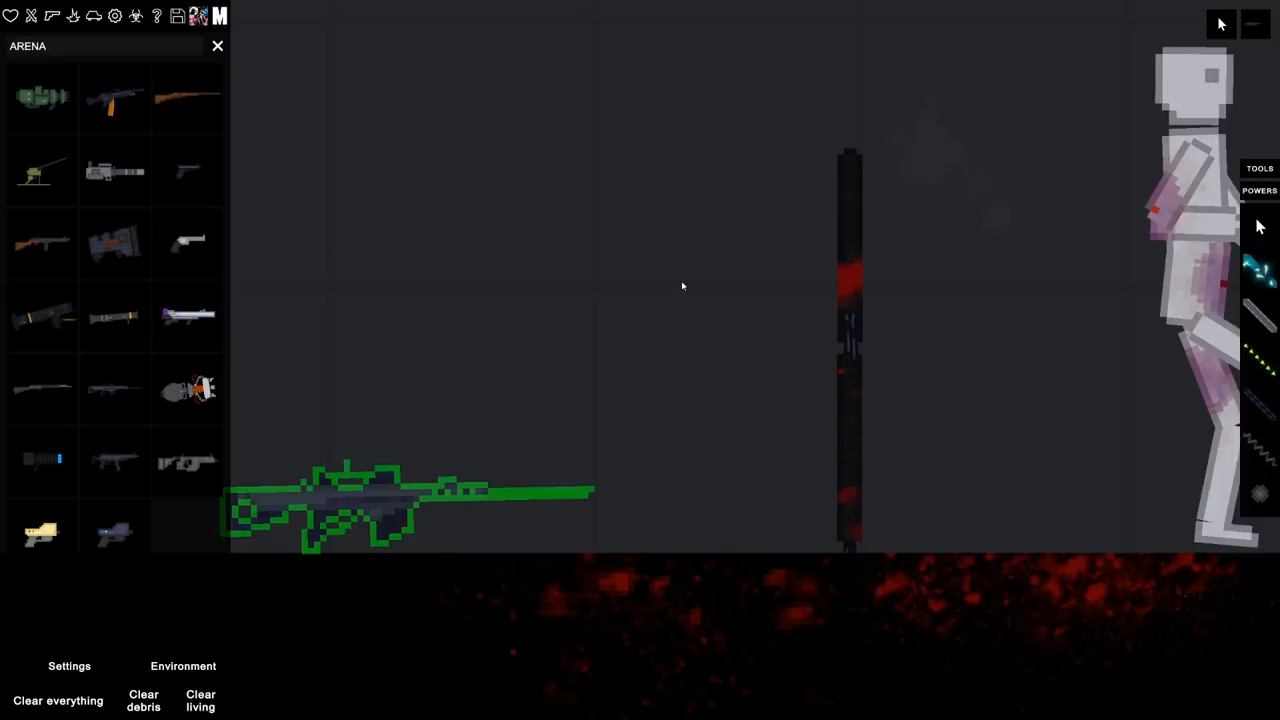 ARENA
TOOLS
POWERS
Settings
Environment
Clear everything
Clear
debris
Clear
living